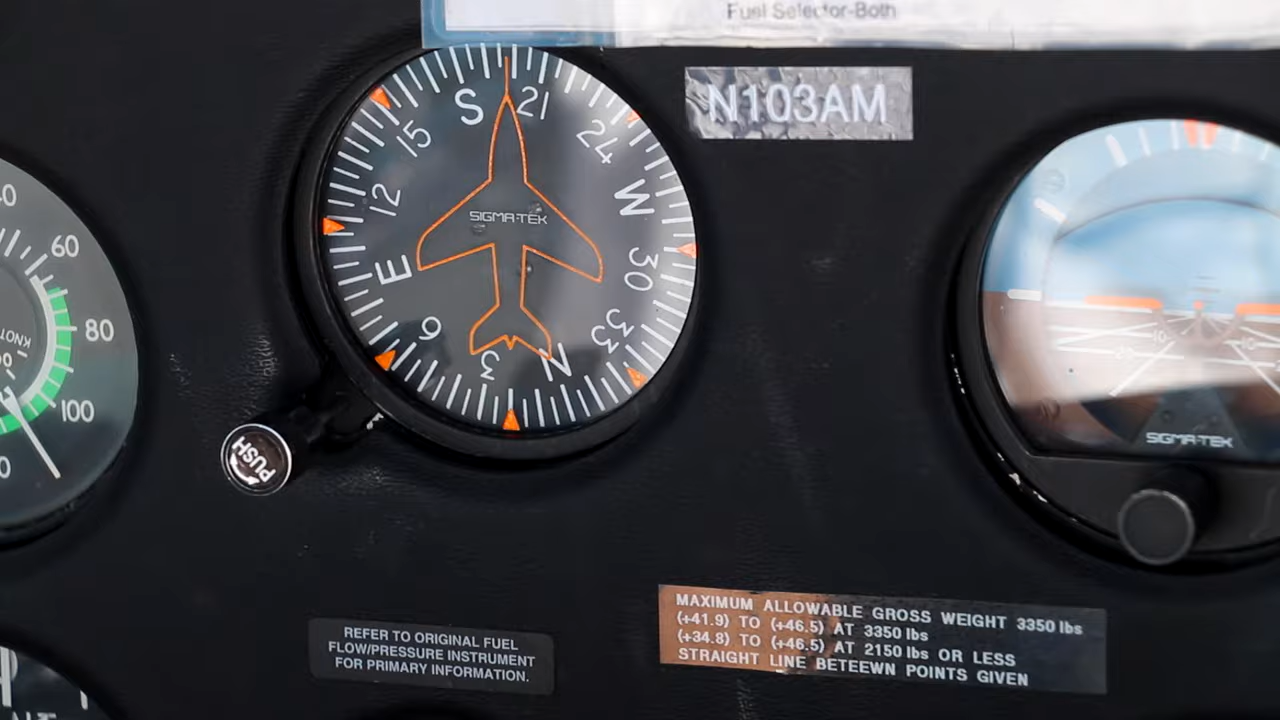 Fuel Selector-Both
N103AM
S
21
24
W
30
33
N
3
6
E
12
15
SIGMA-TEK
PUSH
40
60
80
100
KNOTS
SIGMA-TEK
REFER TO ORIGINAL FUEL
FLOW/PRESSURE INSTRUMENT
FOR PRIMARY INFORMATION.
MAXIMUM ALLOWABLE GROSS WEIGHT 3350 lbs
(+41.9) TO (+46.5) AT 3350 lbs
(+34.8) TO (+46.5) AT 2150 lbs OR LESS
STRAIGHT LINE BETEEWN POINTS GIVEN